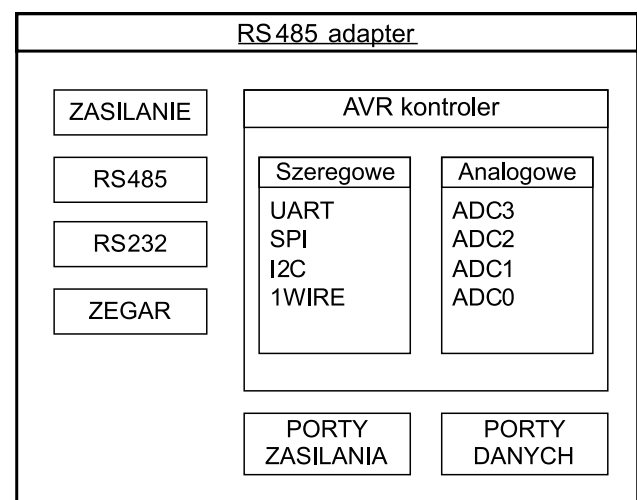 RS485 adapter
ZASILANIE
RS485
RS232
ZEGAR
AVR kontroler
Szeregowe
UART
SPI
I2C
1WIRE
Analogowe
ADC3
ADC2
ADC1
ADC0
PORTY
ZASILANIA
PORTY
DANYCH